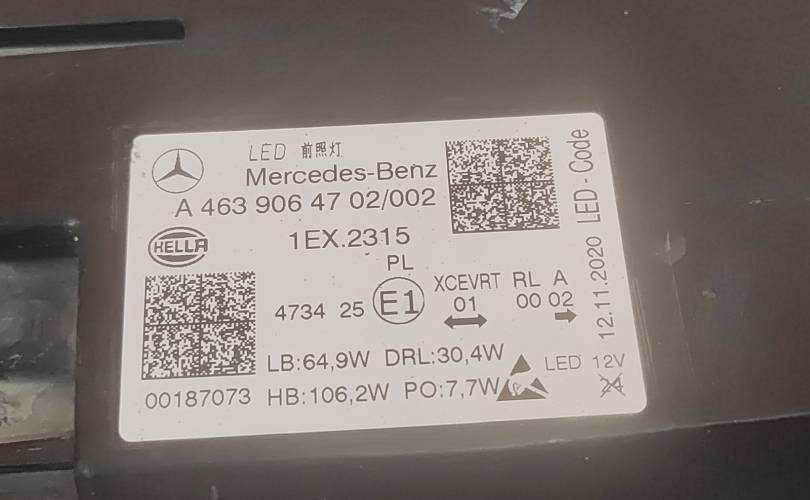 LED 前照灯
Mercedes-Benz
A 463 906 47 02/002
HELLA
1EX.2315
PL
4734 25 E1
XCEVRT RL A
01 00 02
LB:64,9W DRL:30,4W
LED 12V
00187073 HB:106,2W PO:7,7W
24
12.11.2020 LED-Code